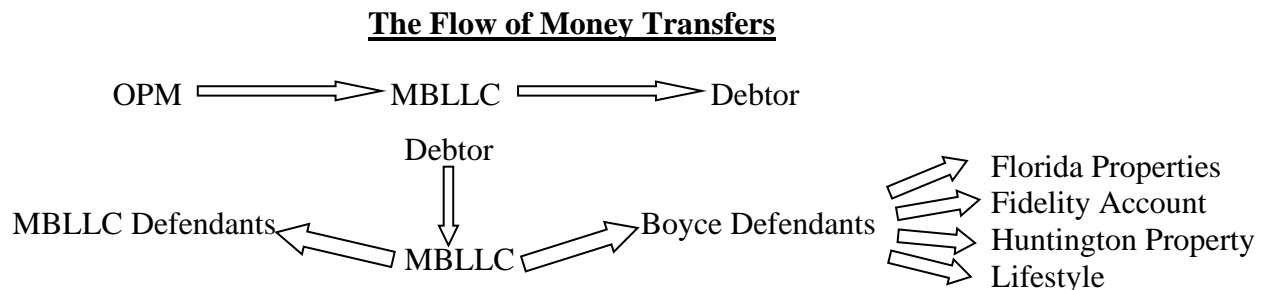 The Flow of Money Transfers
OPM MBLLC Debtor
Debtor
Florida Properties
MBLLC Defendants Boyce Defendants Fidelity Account
Huntington Property
MBLLC
Lifestyle